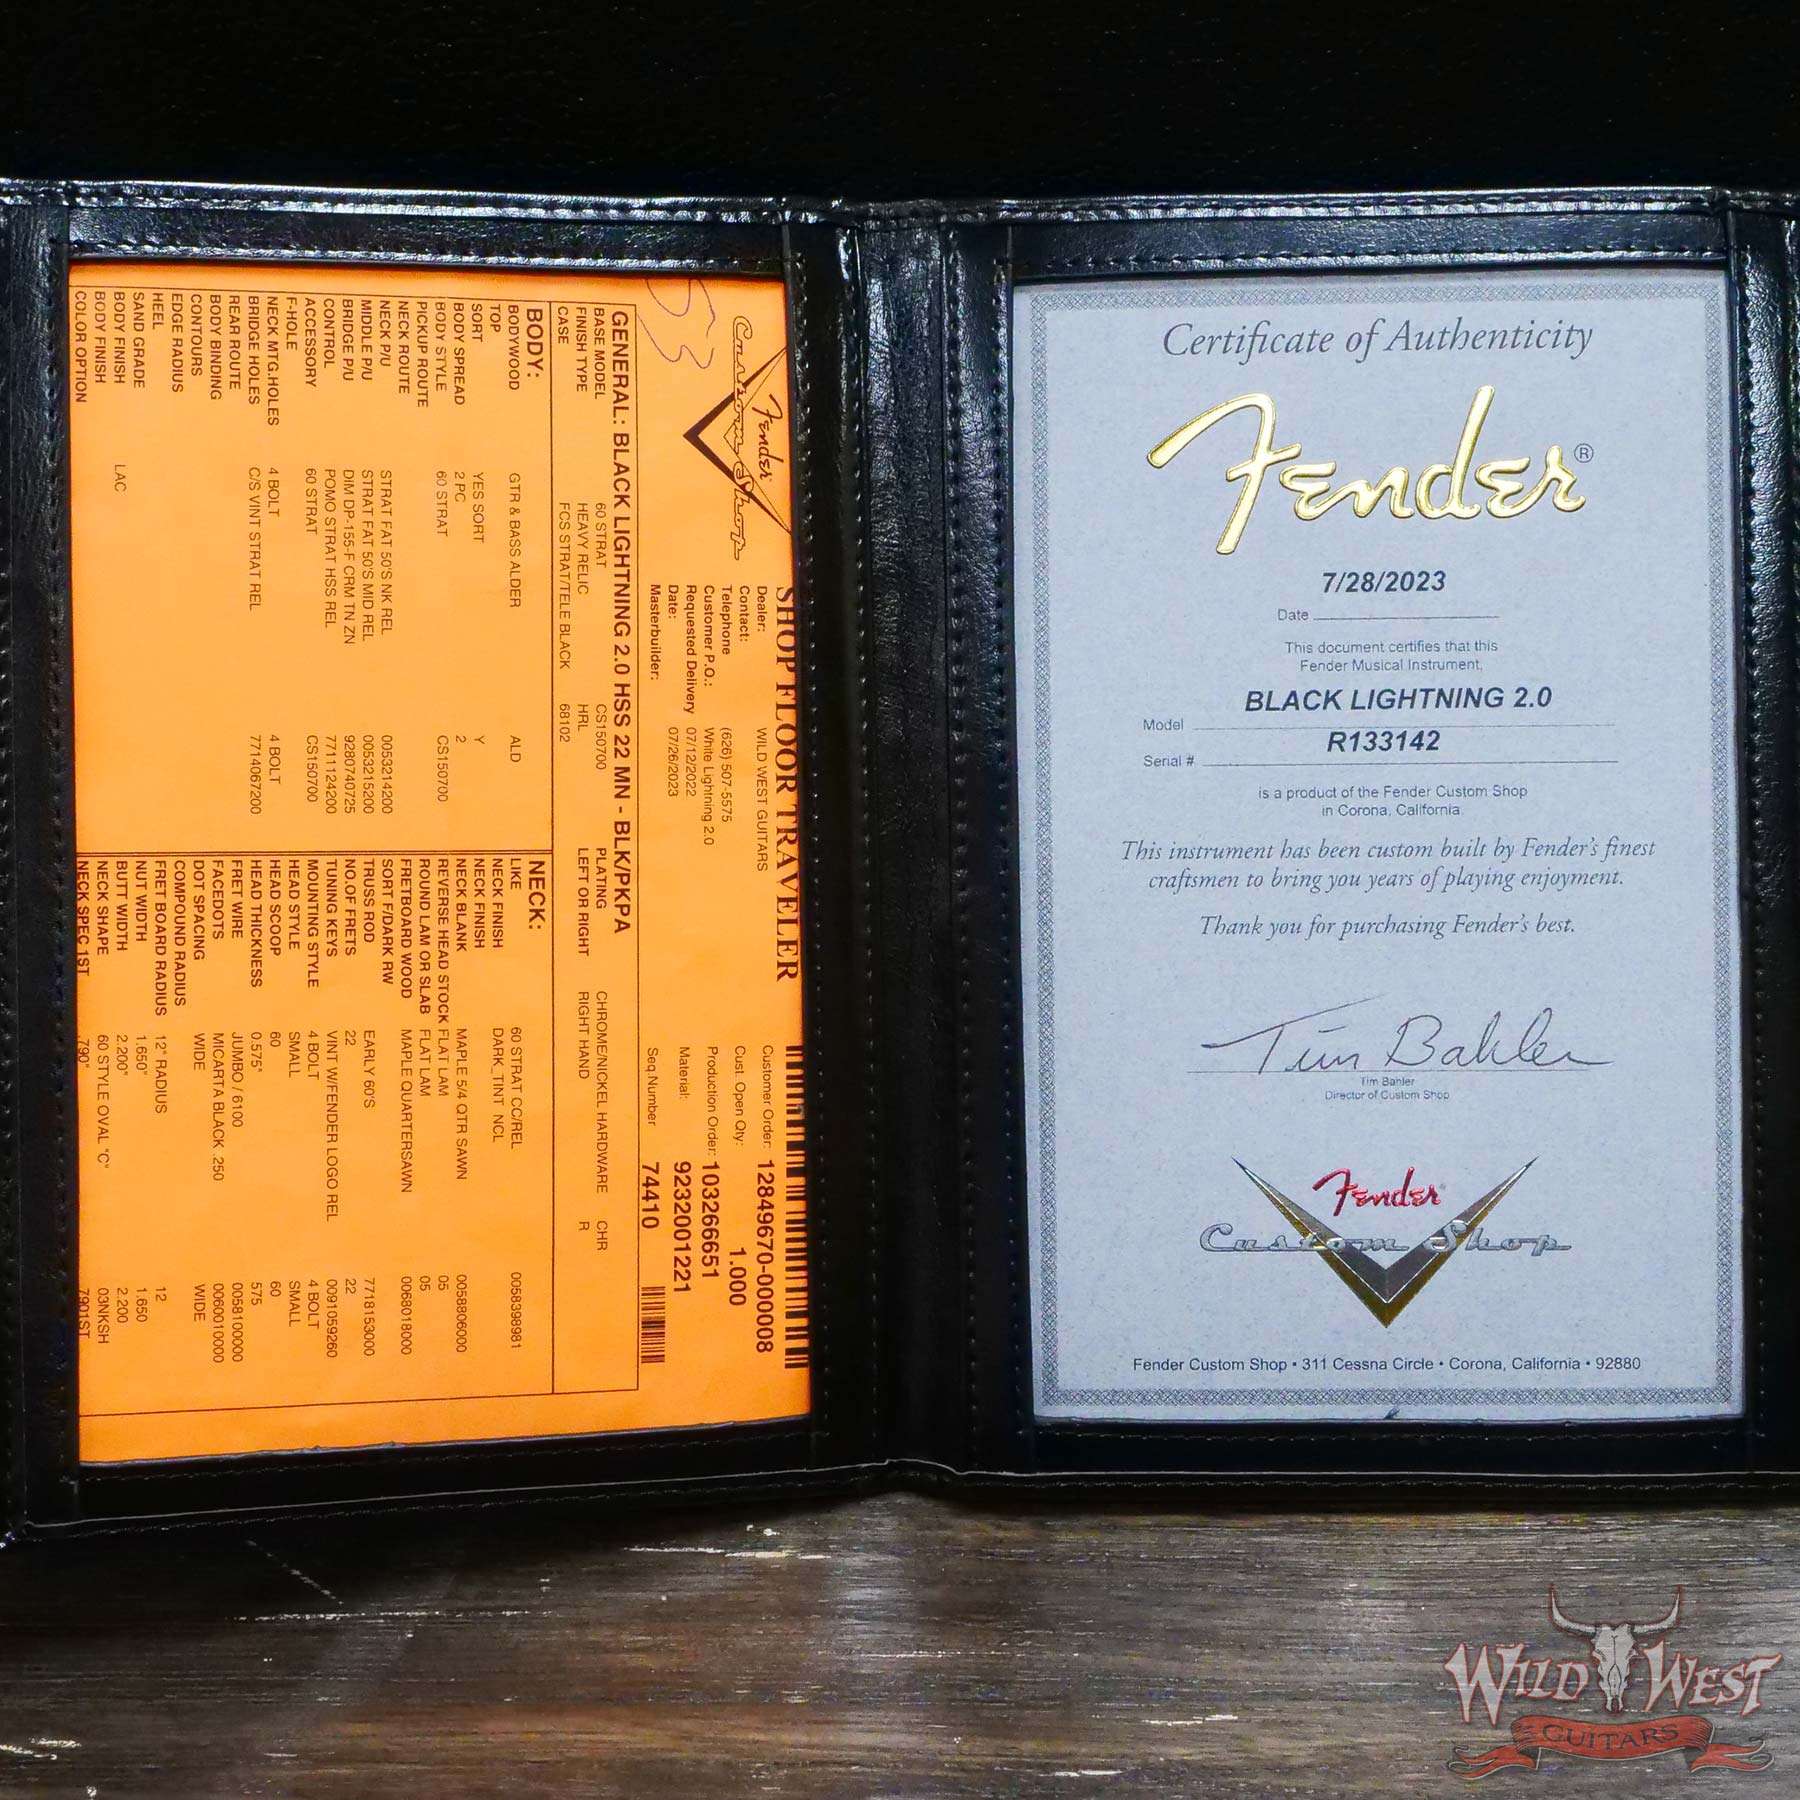 53
Fender
Custom Shop
SHOP FLOOR TRAVELER
Dealer: WILD WEST GUITARS
Contact:
Telephone (626) 507-5575
Customer P.O.: White Lightning 2.0
Requested Delivery 07/12/2022
Date: 07/26/2023
Masterbuilder:
Customer Order: 12849670-000008
Cust. Open Qty: 1.000
Production Order: 103266651
Material: 9232001221
Seq Number 74410
GENERAL: BLACK LIGHTNING 2.0 HSS 22 MN - BLK/PKPA
BASE MODEL 60 STRAT CS150700 PLATING CHROME/NICKEL HARDWARE CHR
FINISH TYPE HEAVY RELIC HRL LEFT OR RIGHT RIGHT HAND R
CASE FCS STRAT/TELE BLACK 68102
BODY:
BODYWOOD GTR & BASS ALDER ALD
TOP
SORT YES SORT Y
BODY SPREAD 2 PC 2
BODY STYLE 60 STRAT CS150700
PICKUP ROUTE
NECK ROUTE
NECK P/U STRAT FAT 50'S NK REL 0053214200
MIDDLE P/U STRAT FAT 50'S MID REL 0053215200
BRIDGE P/U DIM DP-155-F CRM TN ZN 9280740725
CONTROL POMO STRAT HSS REL 7711124200
ACCESSORY 60 STRAT CS150700
F-HOLE
NECK MTG.HOLES 4 BOLT 4 BOLT
BRIDGE HOLES C/S VINT STRAT REL 7714067200
REAR ROUTE
BODY BINDING
CONTOURS
EDGE RADIUS
HEEL
SAND GRADE
BODY FINISH LAC
BODY FINISH
COLOR OPTION
NECK:
LIKE 60 STRAT CC/REL 0058398981
NECK FINISH DARK_TINT NCL
NECK FINISH
NECK BLANK MAPLE 5/4 QTR SAWN 0058806000
REVERSE HEAD STOCK FLAT LAM 05
ROUND LAM OR SLAB FLAT LAM 05
FRETBOARD WOOD MAPLE QUARTERSAWN 0068018000
SORT F/DARK RW
TRUSS ROD EARLY 60'S 7718153000
NO.OF FRETS 22 22
TUNING KEYS VINT W/FENDER LOGO REL 0091059260
MOUNTING STYLE 4 BOLT 4 BOLT
HEAD STYLE SMALL SMALL
HEAD SCOOP 60 60
HEAD THICKNESS 0.575" 575
FRET WIRE JUMBO / 6100 0058100000
FACEDOTS MICARTA BLACK .250 0060010000
DOT SPACING WIDE WIDE
COMPOUND RADIUS
FRET BOARD RADIUS 12" RADIUS 12
NUT WIDTH 1.650" 1.650
BUTT WIDTH 2.200" 2.200
NECK SHAPE 60 STYLE OVAL "C" 03NKSH
NECK SPEC 1ST .790" 7901ST
Certificate of Authenticity
Fender®
7/28/2023
Date
This document certifies that this
Fender Musical Instrument,
BLACK LIGHTNING 2.0
Model
R133142
Serial #
is a product of the Fender Custom Shop
in Corona, California.
This instrument has been custom built by Fender's finest
craftsmen to bring you years of playing enjoyment.
Thank you for purchasing Fender's best.
Tim Bahler
Tim Bahler
Director of Custom Shop
Fender
Custom Shop
Fender Custom Shop • 311 Cessna Circle • Corona, California • 92880
WILD WEST
GUITARS